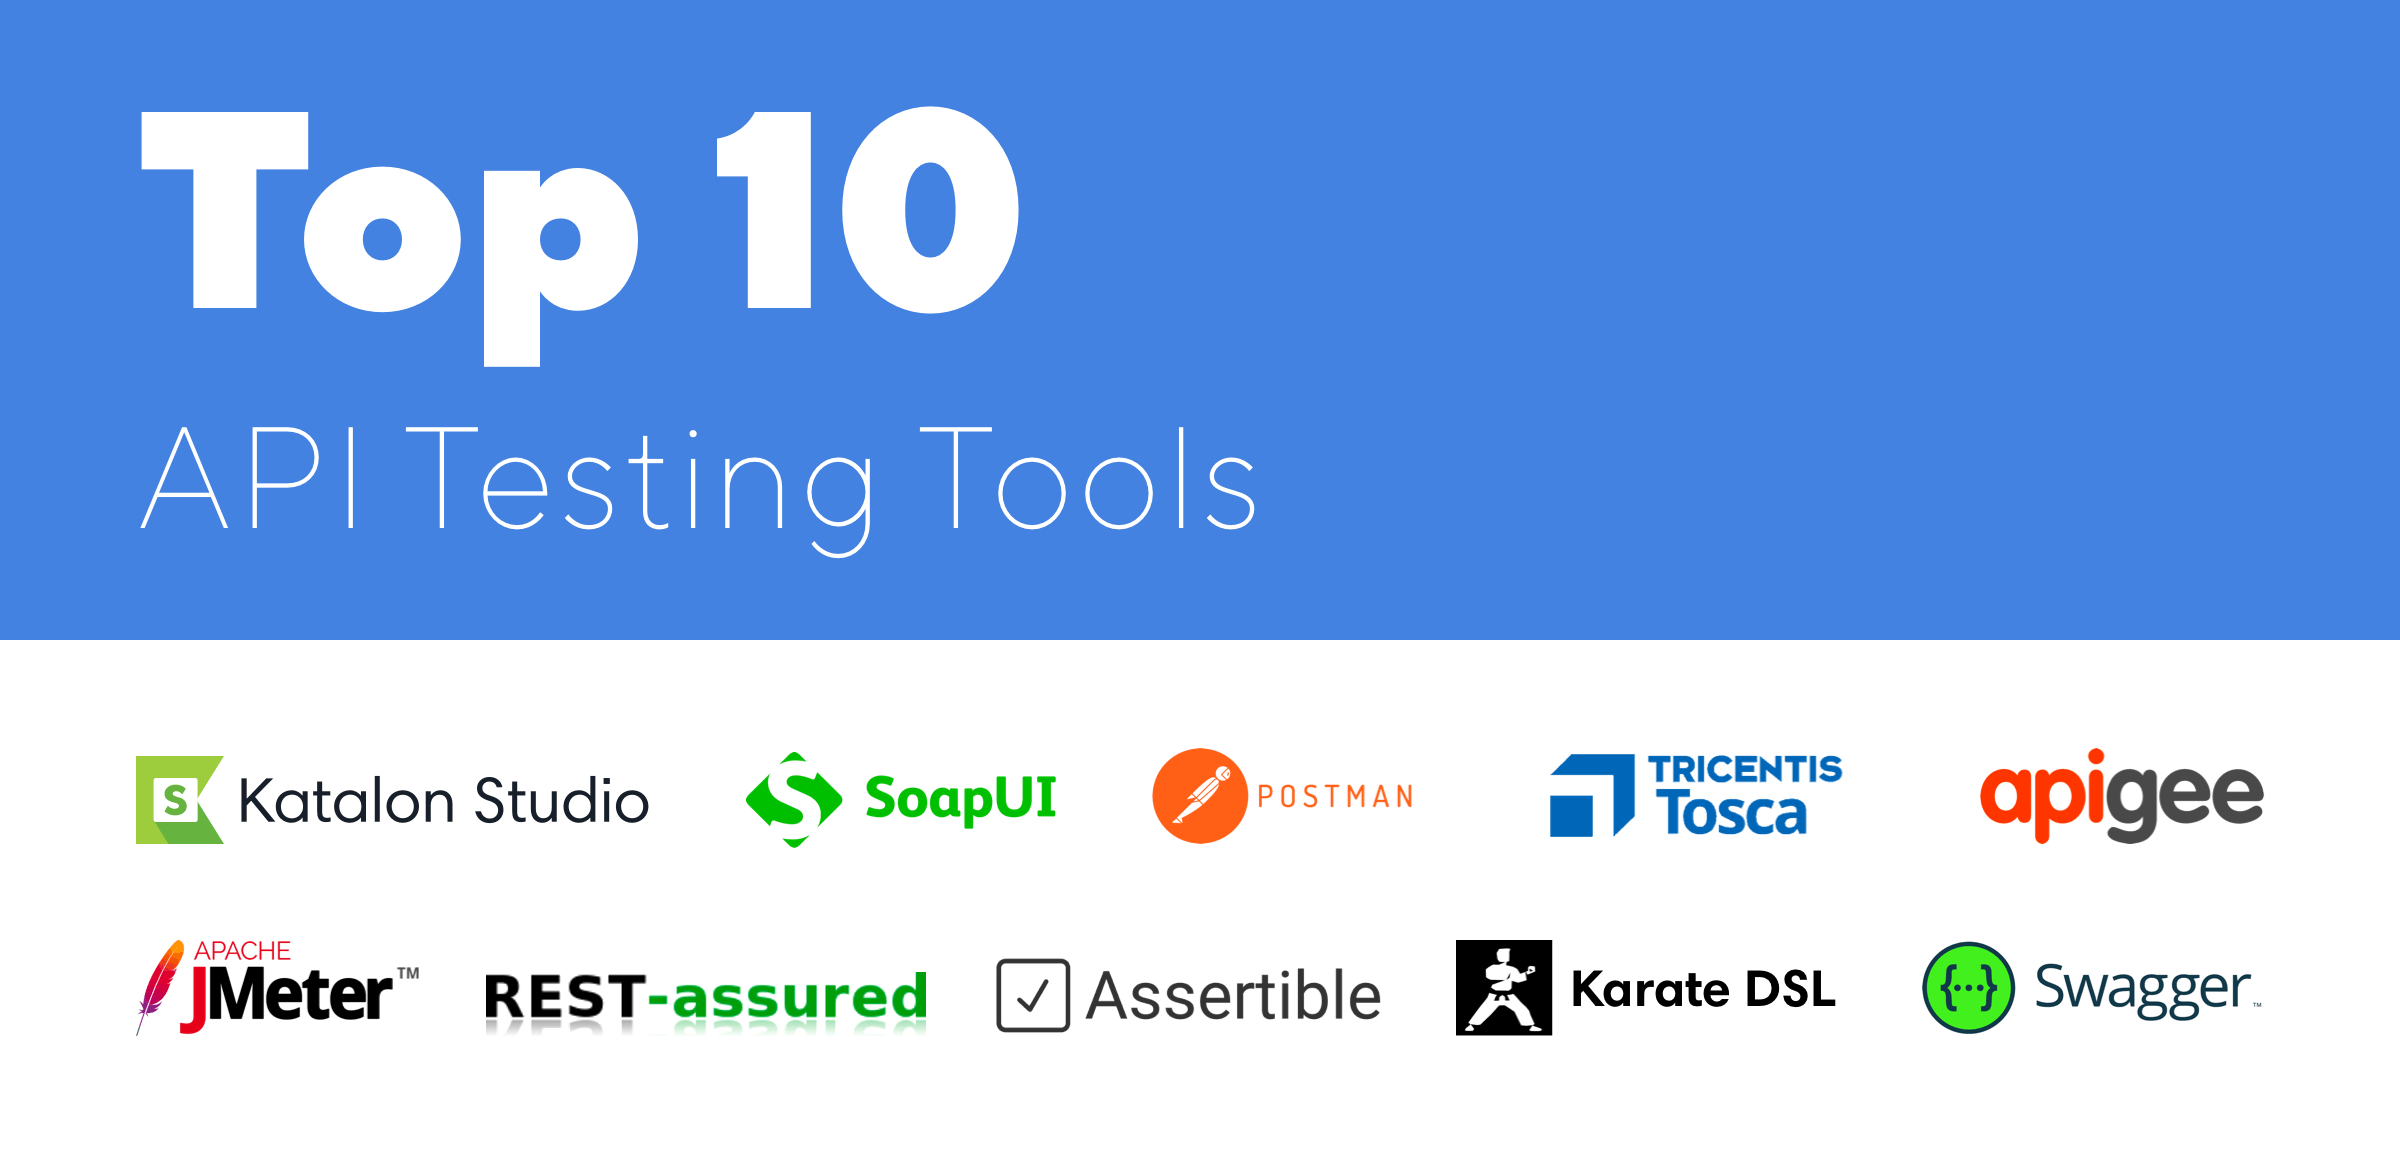 Top 10
API Testing Tools
S Katalon Studio
S SoapUI
POSTMAN
TRICENTIS
Tosca
apigee
APACHE
JMeter™
REST-assured
Assertible
Karate DSL
{···} Swagger™